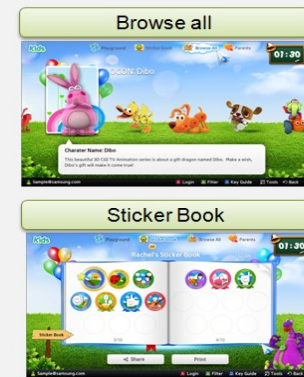 Browse all
Kids
Playground
Browse All
Parents
01:30
ICON: Dibo
Charater Name: Dibo
This beautiful 3D CGI TV Animation series is about a gift dragon named Dibo. Make a wish,
Dibo's gift will make it come true!
Sample@samsung.com
Login
Filter
Key Guide
Tools
Back
Sticker Book
Kids
Playground
Browse All
Parents
01:30
Rachel's Sticker Book
Sticker Book
Share
Print
Sample@samsung.com
Login
Filter
Key Guide
Tools
Back